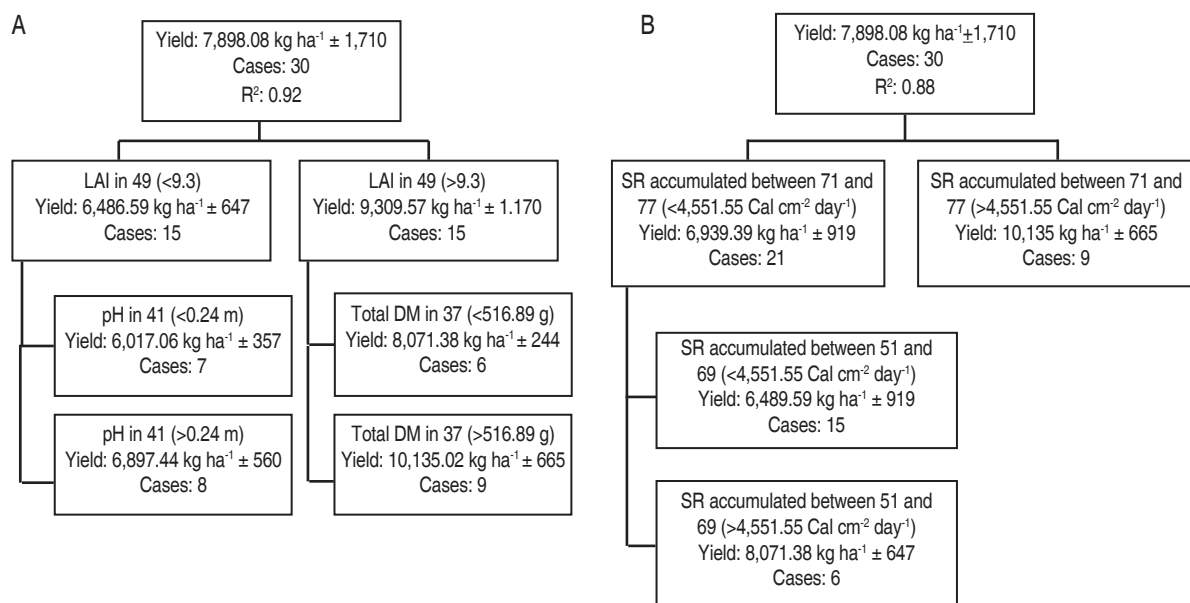 A
Yield: 7,898.08 kg ha⁻¹ ± 1,710
Cases: 30
R²: 0.92
LAI in 49 (<9.3)
Yield: 6,486.59 kg ha⁻¹ ± 647
Cases: 15
LAI in 49 (>9.3)
Yield: 9,309.57 kg ha⁻¹ ± 1.170
Cases: 15
pH in 41 (<0.24 m)
Yield: 6,017.06 kg ha⁻¹ ± 357
Cases: 7
Total DM in 37 (<516.89 g)
Yield: 8,071.38 kg ha⁻¹ ± 244
Cases: 6
pH in 41 (>0.24 m)
Yield: 6,897.44 kg ha⁻¹ ± 560
Cases: 8
Total DM in 37 (>516.89 g)
Yield: 10,135.02 kg ha⁻¹ ± 665
Cases: 9
B
Yield: 7,898.08 kg ha⁻¹±1,710
Cases: 30
R²: 0.88
SR accumulated between 71 and
77 (<4,551.55 Cal cm⁻² day⁻¹)
Yield: 6,939.39 kg ha⁻¹ ± 919
Cases: 21
SR accumulated between 71 and
77 (>4,551.55 Cal cm⁻² day⁻¹)
Yield: 10,135 kg ha⁻¹ ± 665
Cases: 9
SR accumulated between 51 and
69 (<4,551.55 Cal cm⁻² day⁻¹)
Yield: 6,489.59 kg ha⁻¹ ± 919
Cases: 15
SR accumulated between 51 and
69 (>4,551.55 Cal cm⁻² day⁻¹)
Yield: 8,071.38 kg ha⁻¹ ± 647
Cases: 6